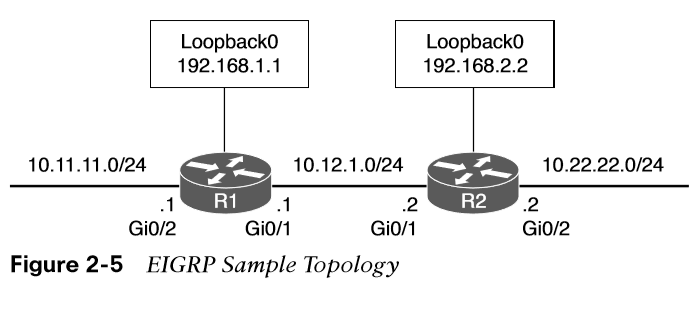 Loopback0
192.168.1.1
Loopback0
192.168.2.2
10.11.11.0/24
10.12.1.0/24
10.22.22.0/24
R1
R2
.1
.1
.2
.2
Gi0/2
Gi0/1
Gi0/1
Gi0/2
Figure 2-5 EIGRP Sample Topology